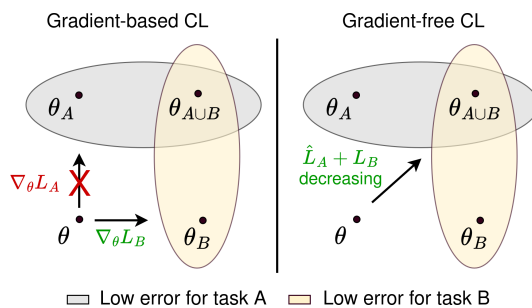 Gradient-based CL
θ_A
θ_{A∪B}
∇_θ L_A
θ
∇_θ L_B
θ_B
Gradient-free CL
θ_A
θ_{A∪B}
L̂_A + L_B
decreasing
θ
θ_B
Low error for task A
Low error for task B